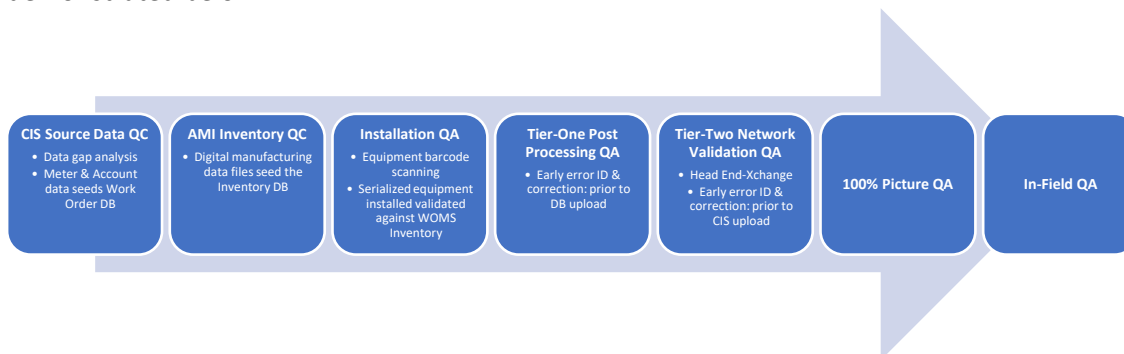 CIS Source Data QC
• Data gap analysis
• Meter & Account
data seeds Work
Order DB
AMI Inventory QC
• Digital manufacturing
data files seed the
Inventory DB
Installation QA
• Equipment barcode
scanning
• Serialized equipment
installed validated
against WOMS
Inventory
Tier-One Post
Processing QA
• Early error ID &
correction: prior to
DB upload
Tier-Two Network
Validation QA
• Head End-Xchange
• Early error ID &
correction: prior to
CIS upload
100% Picture QA
In-Field QA